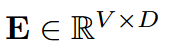 𝐄 ∈ ℝ^{V×D}